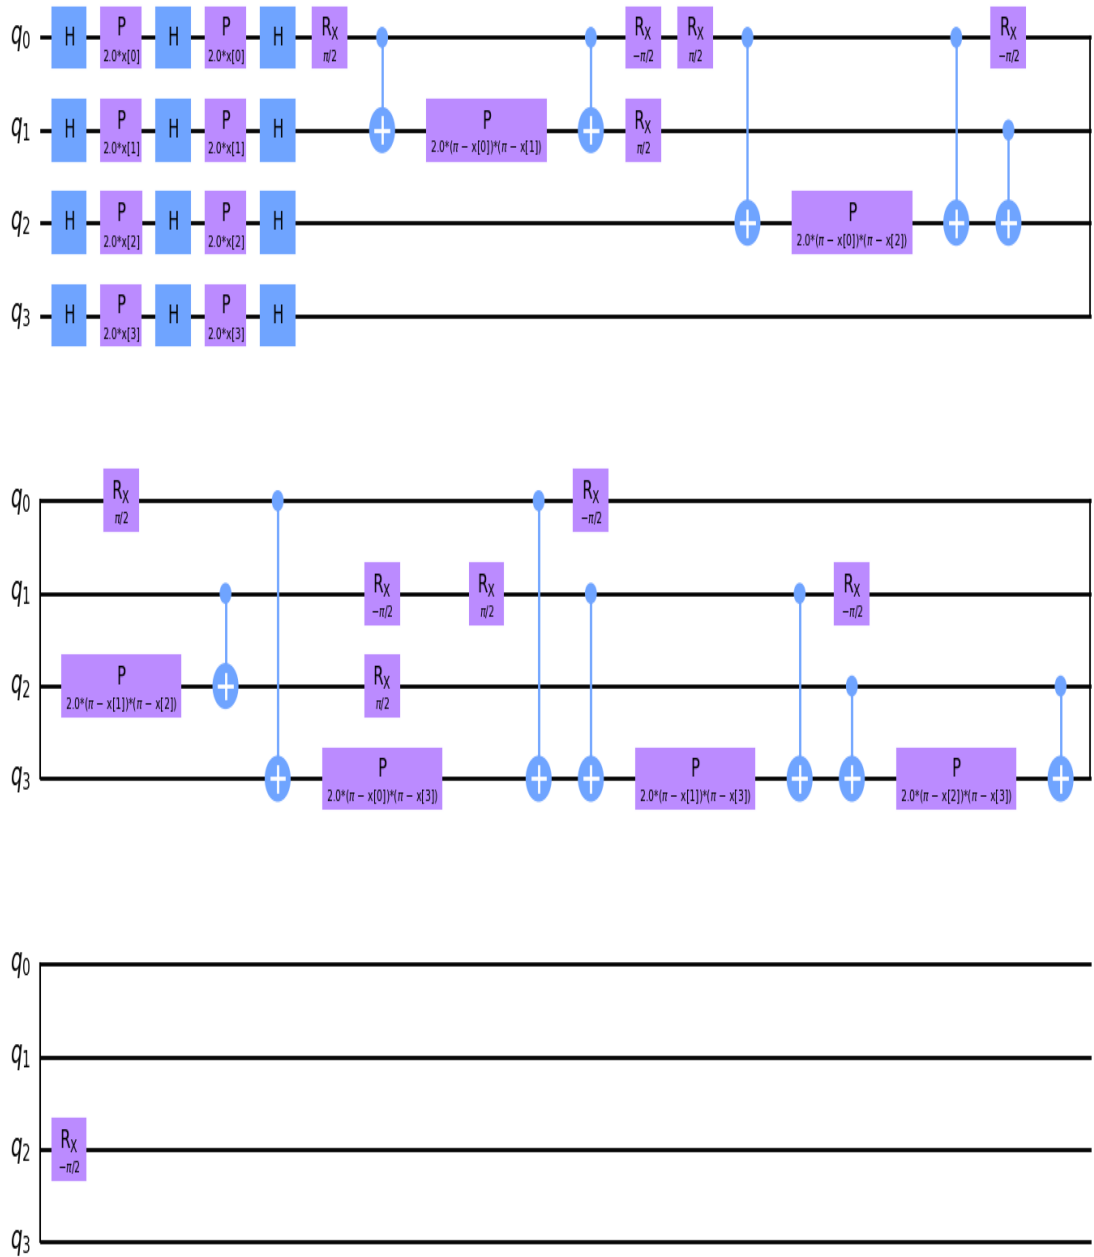 q0 H P H P H RX RX RX RX
2.0*x[0] 2.0*x[0] π/2 −π/2 π/2 −π/2
q1 H P H P H P RX
2.0*x[1] 2.0*x[1] 2.0*(π − x[0])*(π − x[1]) π/2
q2 H P H P H P
2.0*x[2] 2.0*x[2] 2.0*(π − x[0])*(π − x[2])
q3 H P H P H
2.0*x[3] 2.0*x[3]
q0 RX RX
π/2 −π/2
q1 RX RX RX
−π/2 π/2 −π/2
q2 P RX
2.0*(π − x[1])*(π − x[2]) π/2
q3 P P P
2.0*(π − x[0])*(π − x[3]) 2.0*(π − x[1])*(π − x[3]) 2.0*(π − x[2])*(π − x[3])
q0
q1
q2 RX
−π/2
q3